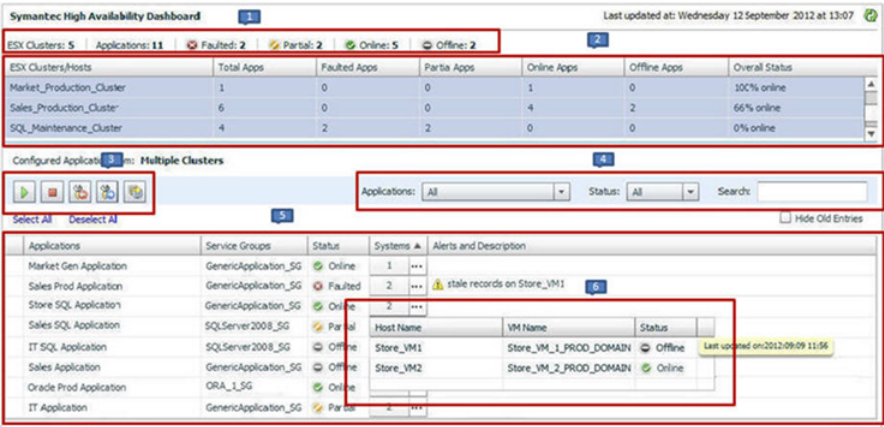 Symantec High Availability Dashboard 1 Last updated at: Wednesday 12 September 2012 at 13:07
ESX Clusters: 5 Applications: 11 Faulted: 2 Partial: 2 Online: 5 Offline: 2 2
ESX Clusters/Hosts Total Apps Faulted Apps Partia Apps Online Apps Offline Apps Overall Status
Market_Production_Cluster 1 0 0 1 0 100% online
Sales_Production_Cluster 6 0 0 4 2 66% online
SQL_Maintenance_Cluster 4 2 2 0 0 0% online
Configured Applicatio 3 m: Multiple Clusters 4
Applications: All Status: All Search:
Select All Deselect All 5 Hide Old Entries
Applications Service Groups Status Systems Alerts and Description
Market Gen Application GenericApplication_SG Online 1 ...
Sales Prod Application GenericApplication_SG Faulted 2 ... stale records on Store_VM1 6
Store SQL Application GenericApplication_SG Online 2 ...
Sales SQL Application SQLServer2008_SG Partial Host Name VM Name Status
IT SQL Application SQLServer2008_SG Offline Store_VM1 Store_VM_1_PROD_DOMAIN Offline Last updated on:2012:09:09 11:56
Sales Application GenericApplication_SG Offline Store_VM2 Store_VM_2_PROD_DOMAIN Online
Oracle Prod Application ORA_1_SG Online
IT Application GenericApplication_SG Partial 2 ...